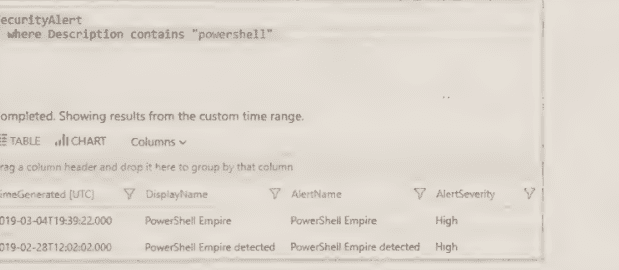 ecurityAlert
where Description contains "powershell"
ompleted. Showing results from the custom time range.
TABLE CHART Columns
rag a column header and drop it here to group by that column
imeGenerated [UTC] DisplayName AlertName AlertSeverity
019-03-04T19:39:22.000 PowerShell Empire PowerShell Empire High
019-02-28T12:02:02.000 PowerShell Empire detected PowerShell Empire detected High